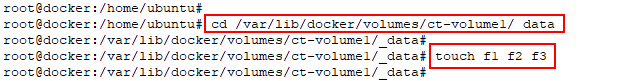 root@docker:/home/ubuntu#
root@docker:/home/ubuntu# cd /var/lib/docker/volumes/ct-volume1/_data
root@docker:/var/lib/docker/volumes/ct-volume1/_data#
root@docker:/var/lib/docker/volumes/ct-volume1/_data# touch f1 f2 f3
root@docker:/var/lib/docker/volumes/ct-volume1/_data#